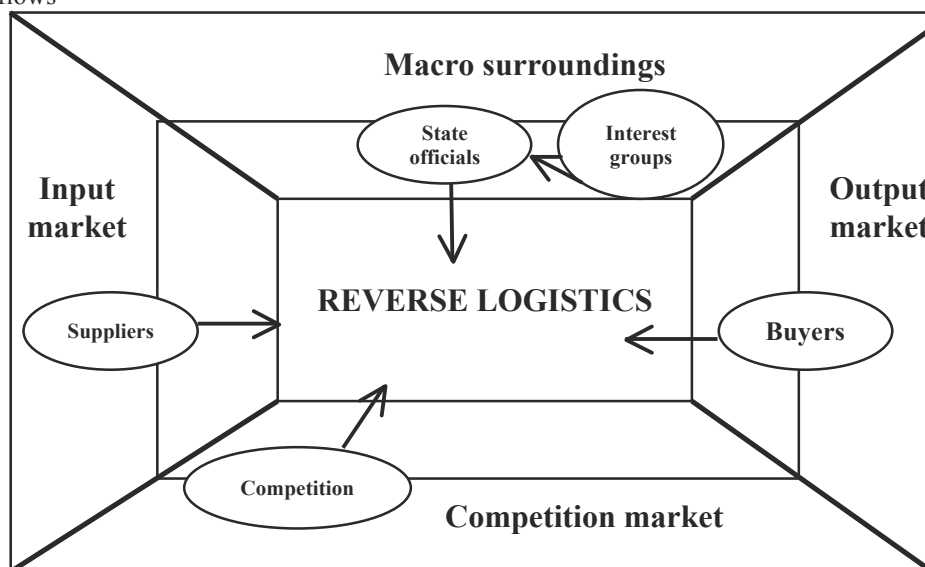 Macro surroundings
State
officials
Interest
groups
Input
market
Output
market
REVERSE LOGISTICS
Suppliers
Buyers
Competition
Competition market